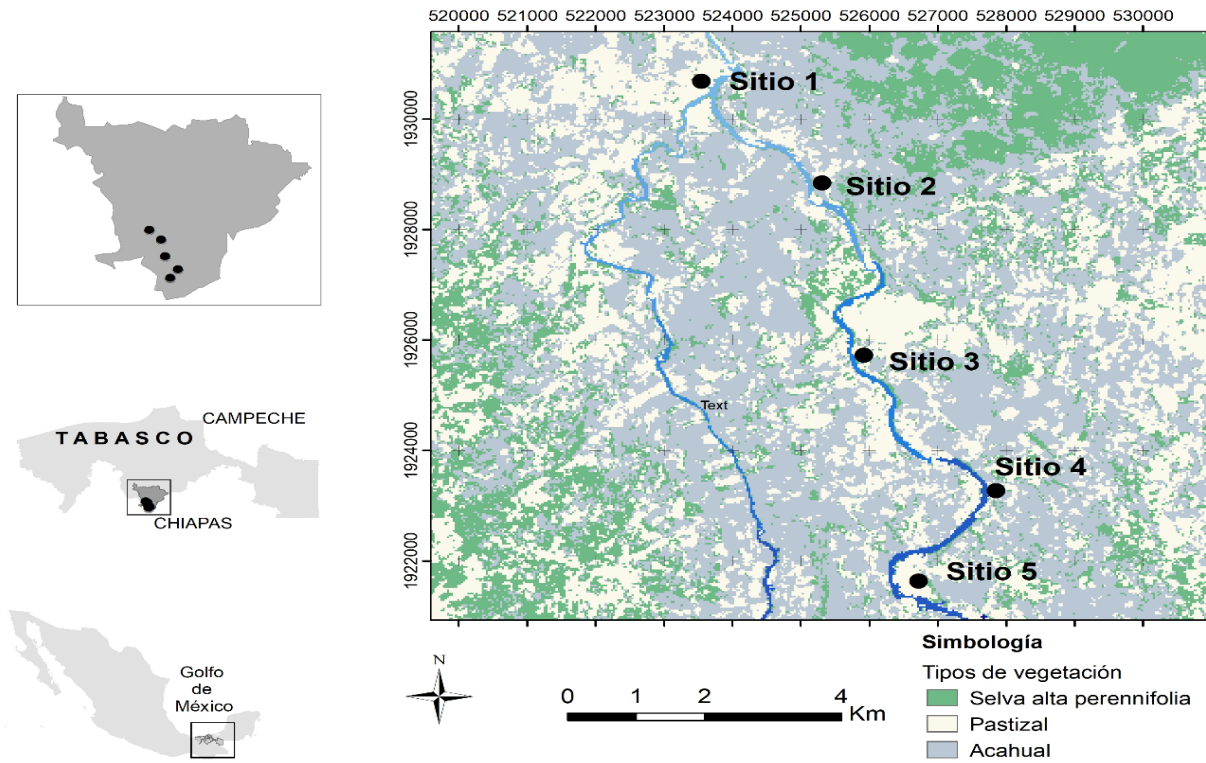 520000 521000 522000 523000 524000 525000 526000 527000 528000 529000 530000
Sitio 1
1930000
Sitio 2
1928000
1926000
Sitio 3
Text
CAMPECHE
TABASCO
1924000
Sitio 4
CHIAPAS
1922000
Sitio 5
Golfo
de
México
N
0 1 2 4
Km
Simbología
Tipos de vegetación
Selva alta perennifolia
Pastizal
Acahual